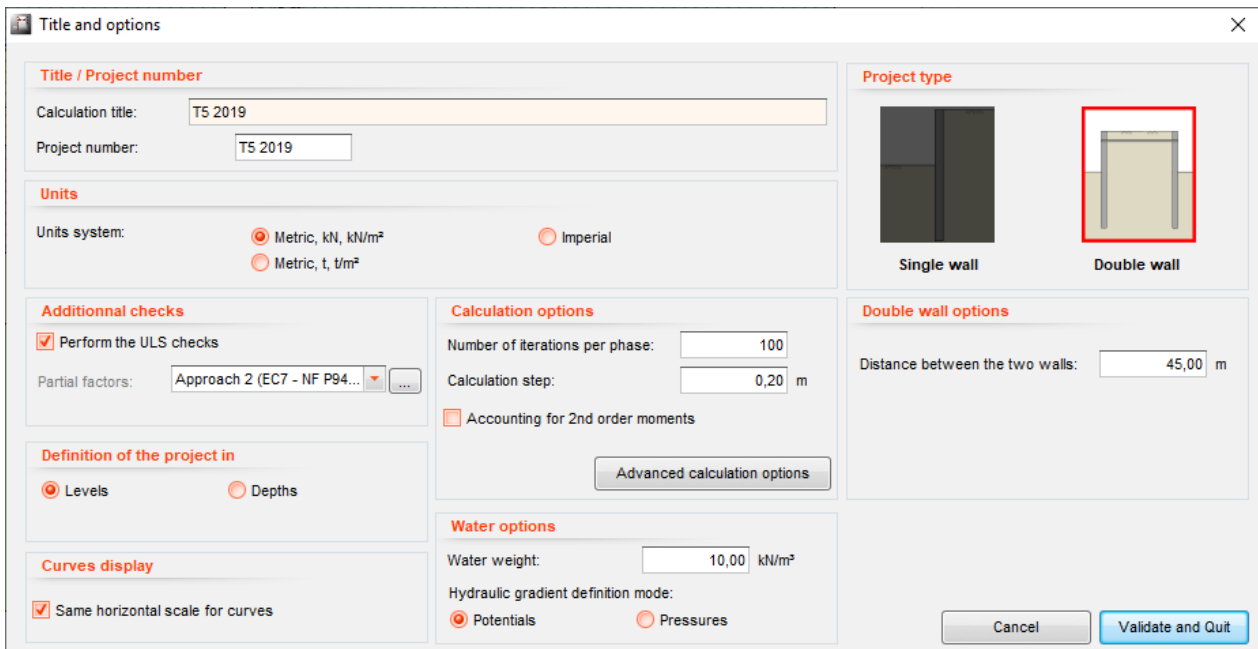 Title and options
Title / Project number
Calculation title: T5 2019
Project number: T5 2019
Units
Units system: Metric, kN, kN/m² Imperial
Metric, t, t/m²
Project type
Single wall Double wall
Additionnal checks
Perform the ULS checks
Partial factors: Approach 2 (EC7 - NF P94... ...
Definition of the project in
Levels Depths
Curves display
Same horizontal scale for curves
Calculation options
Number of iterations per phase: 100
Calculation step: 0,20 m
Accounting for 2nd order moments
Advanced calculation options
Water options
Water weight: 10,00 kN/m³
Hydraulic gradient definition mode:
Potentials Pressures
Double wall options
Distance between the two walls: 45,00 m
Cancel Validate and Quit